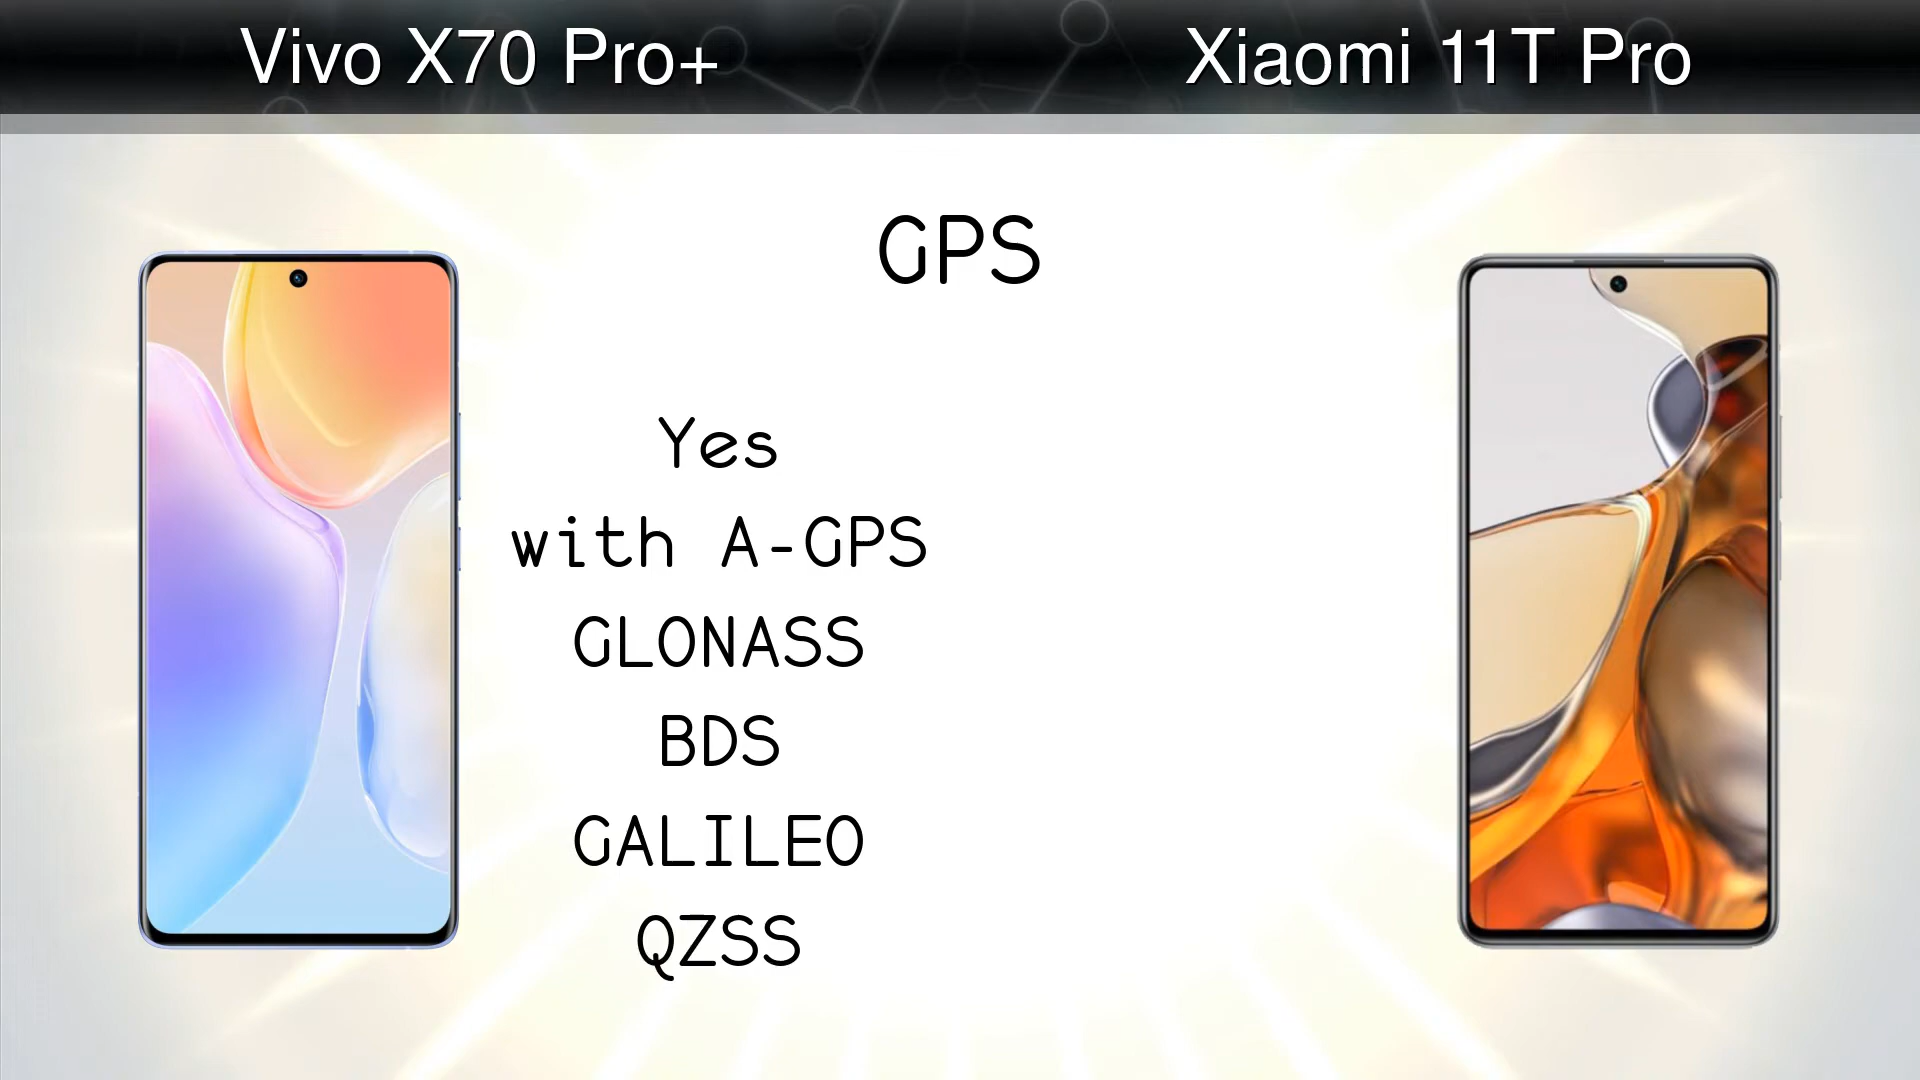 Vivo X70 Pro+
Xiaomi 11T Pro
GPS
Yes
with A-GPS
GLONASS
BDS
GALILEO
QZSS